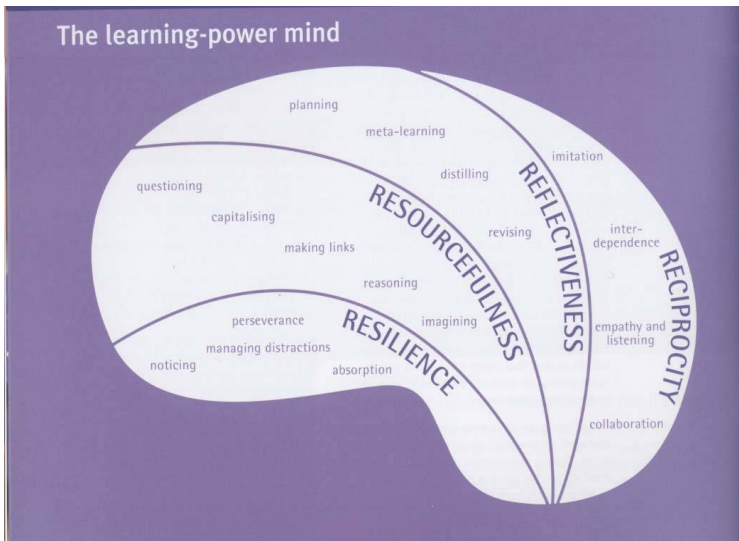 The learning-power mind
planning
meta-learning
distilling
revising
REFLECTIVENESS
imitation
inter-
dependence
empathy and
listening
collaboration
RECIPROCITY
questioning
capitalising
making links
reasoning
imagining
RESOURCEFULNESS
perseverance
managing distractions
noticing
absorption
RESILIENCE